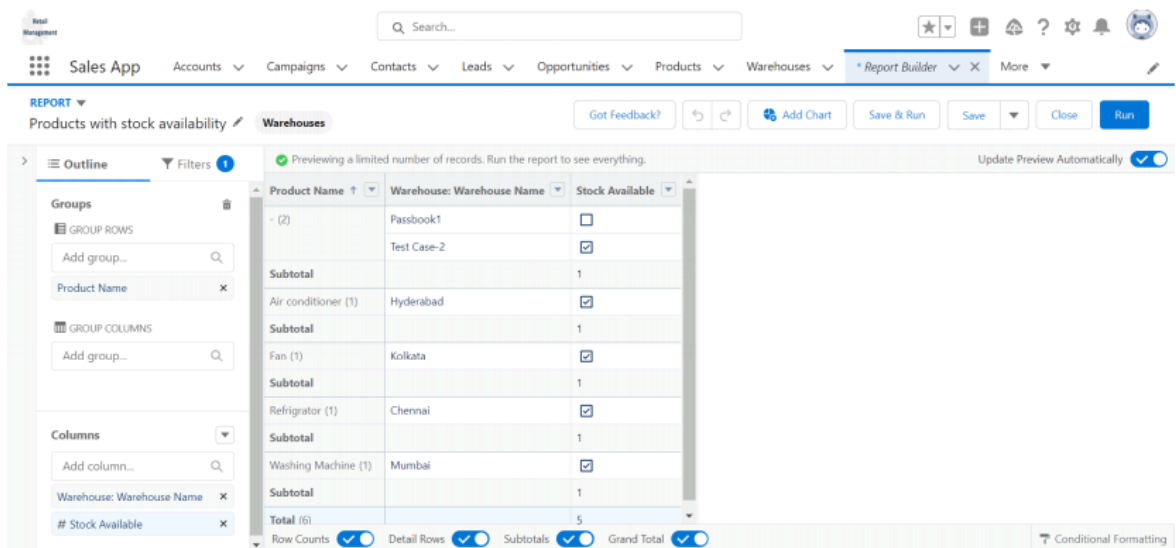 Retail
Management
Search...
Sales App Accounts Campaigns Contacts Leads Opportunities Products Warehouses * Report Builder More
REPORT
Products with stock availability Warehouses
Got Feedback? Add Chart Save & Run Save Close Run
Outline Filters 1
Previewing a limited number of records. Run the report to see everything. Update Preview Automatically
Groups
GROUP ROWS
Add group...
Product Name
GROUP COLUMNS
Add group...
Columns
Add column...
Warehouse: Warehouse Name
# Stock Available
Product Name Warehouse: Warehouse Name Stock Available
- (2) Passbook1
Test Case-2
Subtotal 1
Air conditioner (1) Hyderabad
Subtotal 1
Fan (1) Kolkata
Subtotal 1
Refrigrator (1) Chennai
Subtotal 1
Washing Machine (1) Mumbai
Subtotal 1
Total (6) 5
Row Counts Detail Rows Subtotals Grand Total Conditional Formatting